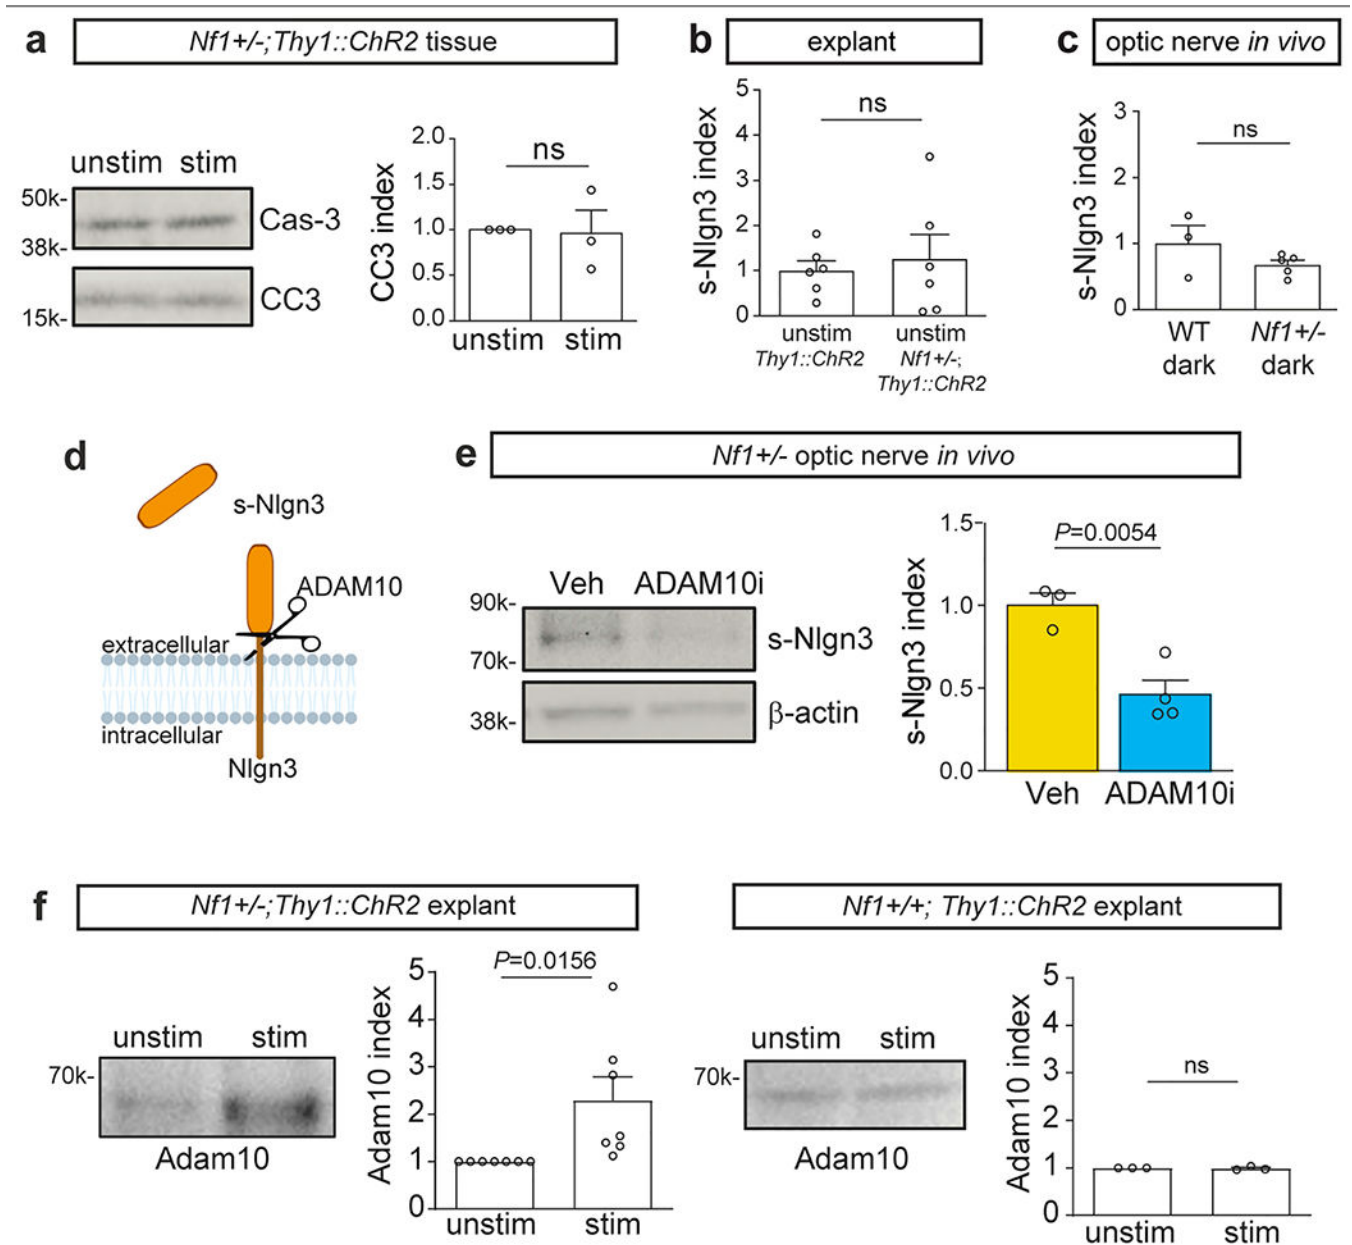 a
Nf1+/-;Thy1::ChR2 tissue
unstim stim
50k-
38k-
Cas-3
15k-
CC3
CC3 index
2.0
1.5
1.0
0.5
0.0
ns
unstim stim
b
explant
s-Nlgn3 index
5
4
3
2
1
0
ns
unstim unstim
Thy1::ChR2 Nf1+/-;
Thy1::ChR2
c
optic nerve in vivo
s-Nlgn3 index
3
2
1
0
ns
WT Nf1+/-
dark dark
d
s-Nlgn3
ADAM10
extracellular
intracellular
Nlgn3
e
Nf1+/- optic nerve in vivo
Veh ADAM10i
90k-
70k-
s-Nlgn3
38k-
β-actin
s-Nlgn3 index
1.5
1.0
0.5
0.0
P=0.0054
Veh ADAM10i
f
Nf1+/-;Thy1::ChR2 explant
unstim stim
70k-
Adam10
Adam10 index
5
4
3
2
1
0
P=0.0156
unstim stim
Nf1+/+; Thy1::ChR2 explant
unstim stim
70k-
Adam10
Adam10 index
5
4
3
2
1
0
ns
unstim stim